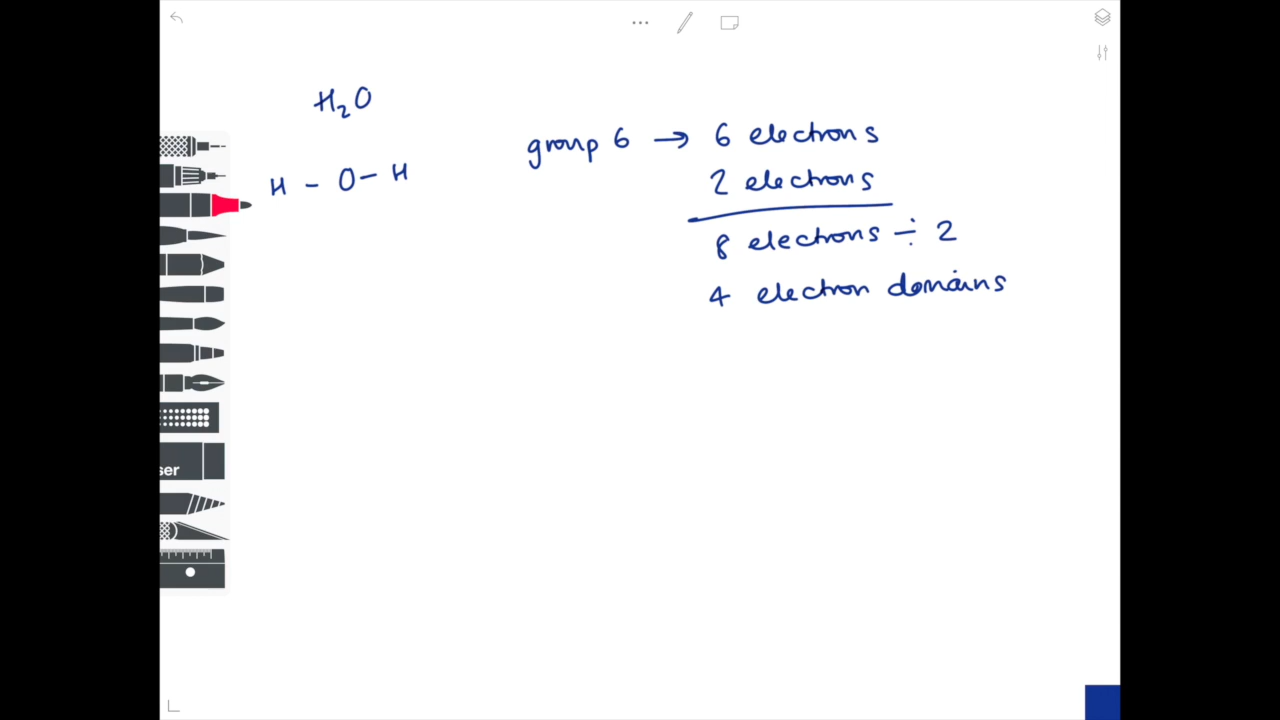 H₂O
H - O - H
group 6 → 6 electrons
2 electrons
8 electrons ÷ 2
4 electron domains
ser